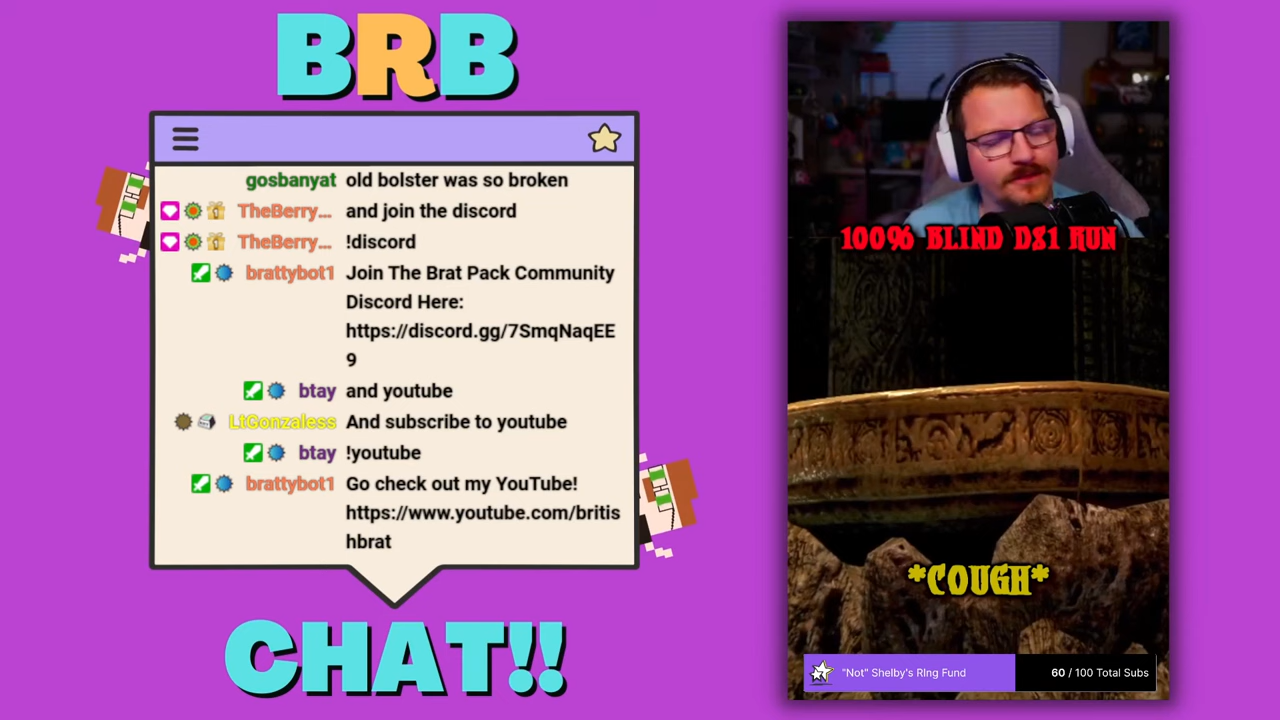 BRB
gosbanyat old bolster was so broken
TheBerry... and join the discord
TheBerry... !discord
brattybot1 Join The Brat Pack Community
Discord Here:
https://discord.gg/7SmqNaqEE
9
btay and youtube
LtGonzaless And subscribe to youtube
btay !youtube
brattybot1 Go check out my YouTube!
https://www.youtube.com/britis
hbrat
CHAT!!
100% BLIND DS1 RUN
*COUGH*
"Not" Shelby's RIng Fund 60 / 100 Total Subs